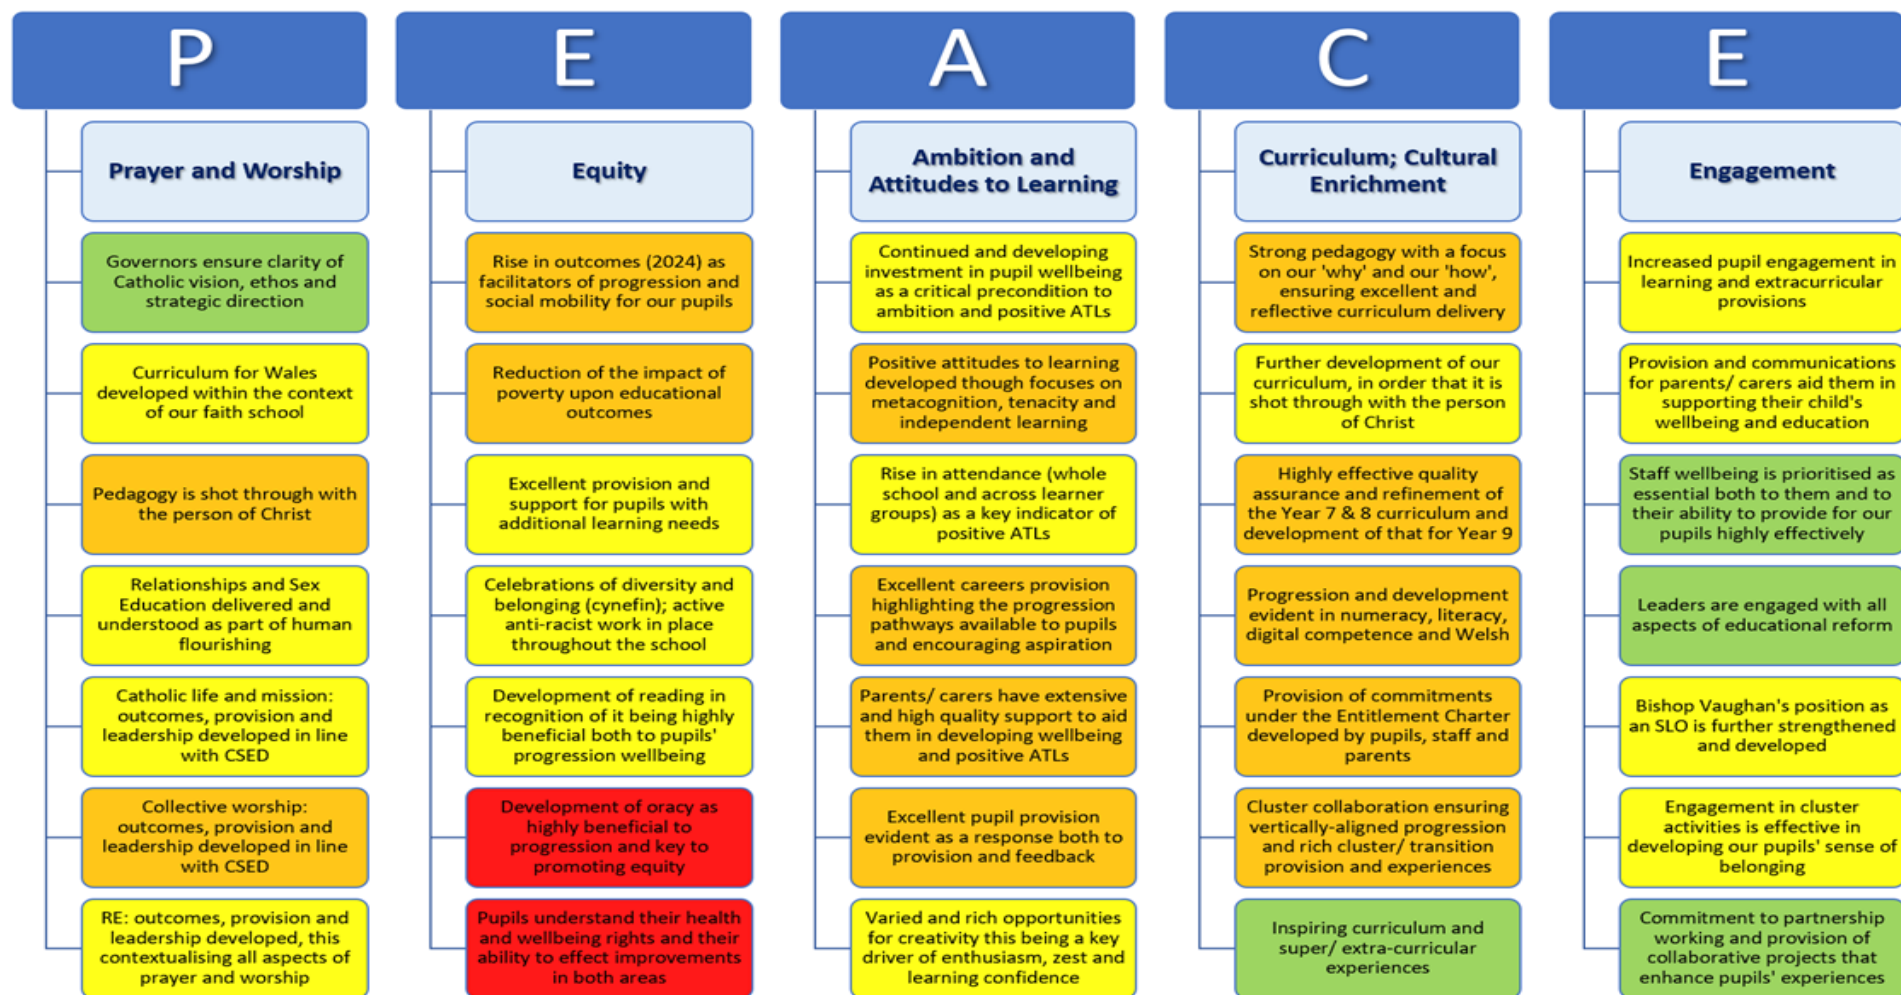 P
Prayer and Worship
Governors ensure clarity of
Catholic vision, ethos and
strategic direction
Curriculum for Wales
developed within the context
of our faith school
Pedagogy is shot through with
the person of Christ
Relationships and Sex
Education delivered and
understood as part of human
flourishing
Catholic life and mission:
outcomes, provision and
leadership developed in line
with CSED
Collective worship:
outcomes, provision and
leadership developed in line
with CSED
RE: outcomes, provision and
leadership developed, this
contextualising all aspects of
prayer and worship
E
Equity
Rise in outcomes (2024) as
facilitators of progression and
social mobility for our pupils
Reduction of the impact of
poverty upon educational
outcomes
Excellent provision and
support for pupils with
additional learning needs
Celebrations of diversity and
belonging (cynefin); active
anti-racist work in place
throughout the school
Development of reading in
recognition of it being highly
beneficial both to pupils'
progression wellbeing
Development of oracy as
highly beneficial to
progression and key to
promoting equity
Pupils understand their health
and wellbeing rights and their
ability to effect improvements
in both areas
A
Ambition and
Attitudes to Learning
Continued and developing
investment in pupil wellbeing
as a critical precondition to
ambition and positive ATLs
Positive attitudes to learning
developed though focuses on
metacognition, tenacity and
independent learning
Rise in attendance (whole
school and across learner
groups) as a key indicator of
positive ATLs
Excellent careers provision
highlighting the progression
pathways available to pupils
and encouraging aspiration
Parents/ carers have extensive
and high quality support to aid
them in developing wellbeing
and positive ATLs
Excellent pupil provision
evident as a response both to
provision and feedback
Varied and rich opportunities
for creativity this being a key
driver of enthusiasm, zest and
learning confidence
C
Curriculum; Cultural
Enrichment
Strong pedagogy with a focus
on our 'why' and our 'how',
ensuring excellent and
reflective curriculum delivery
Further development of our
curriculum, in order that it is
shot through with the person
of Christ
Highly effective quality
assurance and refinement of
the Year 7 & 8 curriculum and
development of that for Year 9
Progression and development
evident in numeracy, literacy,
digital competence and Welsh
Provision of commitments
under the Entitlement Charter
developed by pupils, staff and
parents
Cluster collaboration ensuring
vertically-aligned progression
and rich cluster/ transition
provision and experiences
Inspiring curriculum and
super/ extra-curricular
experiences
E
Engagement
Increased pupil engagement in
learning and extracurricular
provisions
Provision and communications
for parents/ carers aid them in
supporting their child's
wellbeing and education
Staff wellbeing is prioritised as
essential both to them and to
their ability to provide for our
pupils highly effectively
Leaders are engaged with all
aspects of educational reform
Bishop Vaughan's position as
an SLO is further strengthened
and developed
Engagement in cluster
activities is effective in
developing our pupils' sense of
belonging
Commitment to partnership
working and provision of
collaborative projects that
enhance pupils' experiences